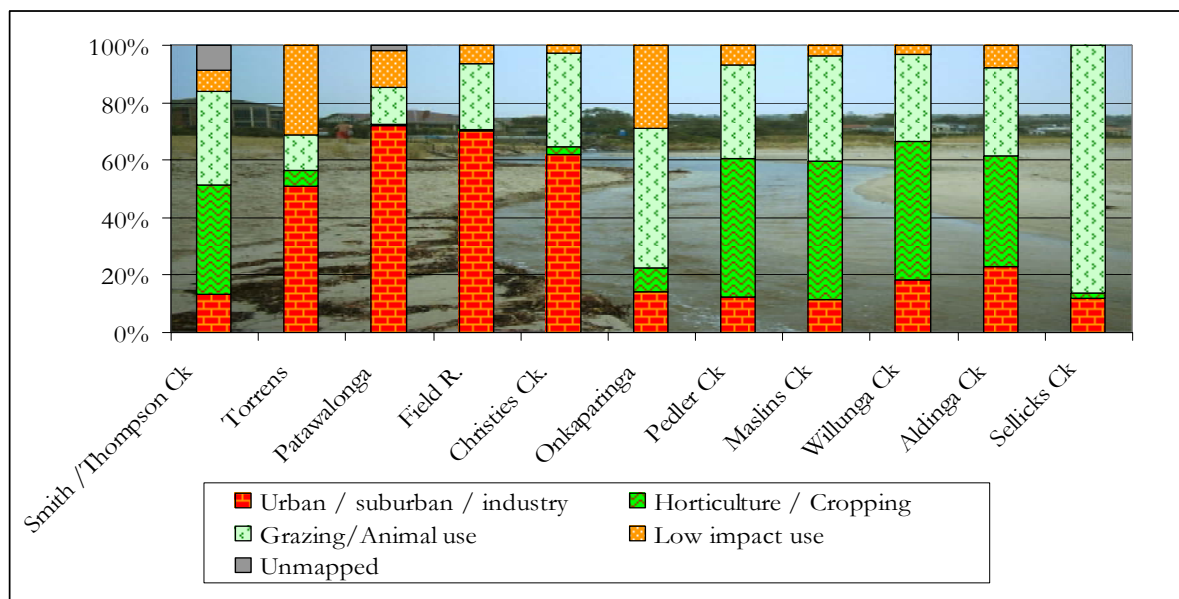 100%
80%
60%
40%
20%
0%
Smith /Thompson Ck
Torrens
Patawalonga
Field R.
Christies Ck.
Onkaparinga
Pedler Ck
Maslins Ck
Willunga Ck
Aldinga Ck
Sellicks Ck
Urban / suburban / industry
Horticulture / Cropping
Grazing/Animal use
Low impact use
Unmapped